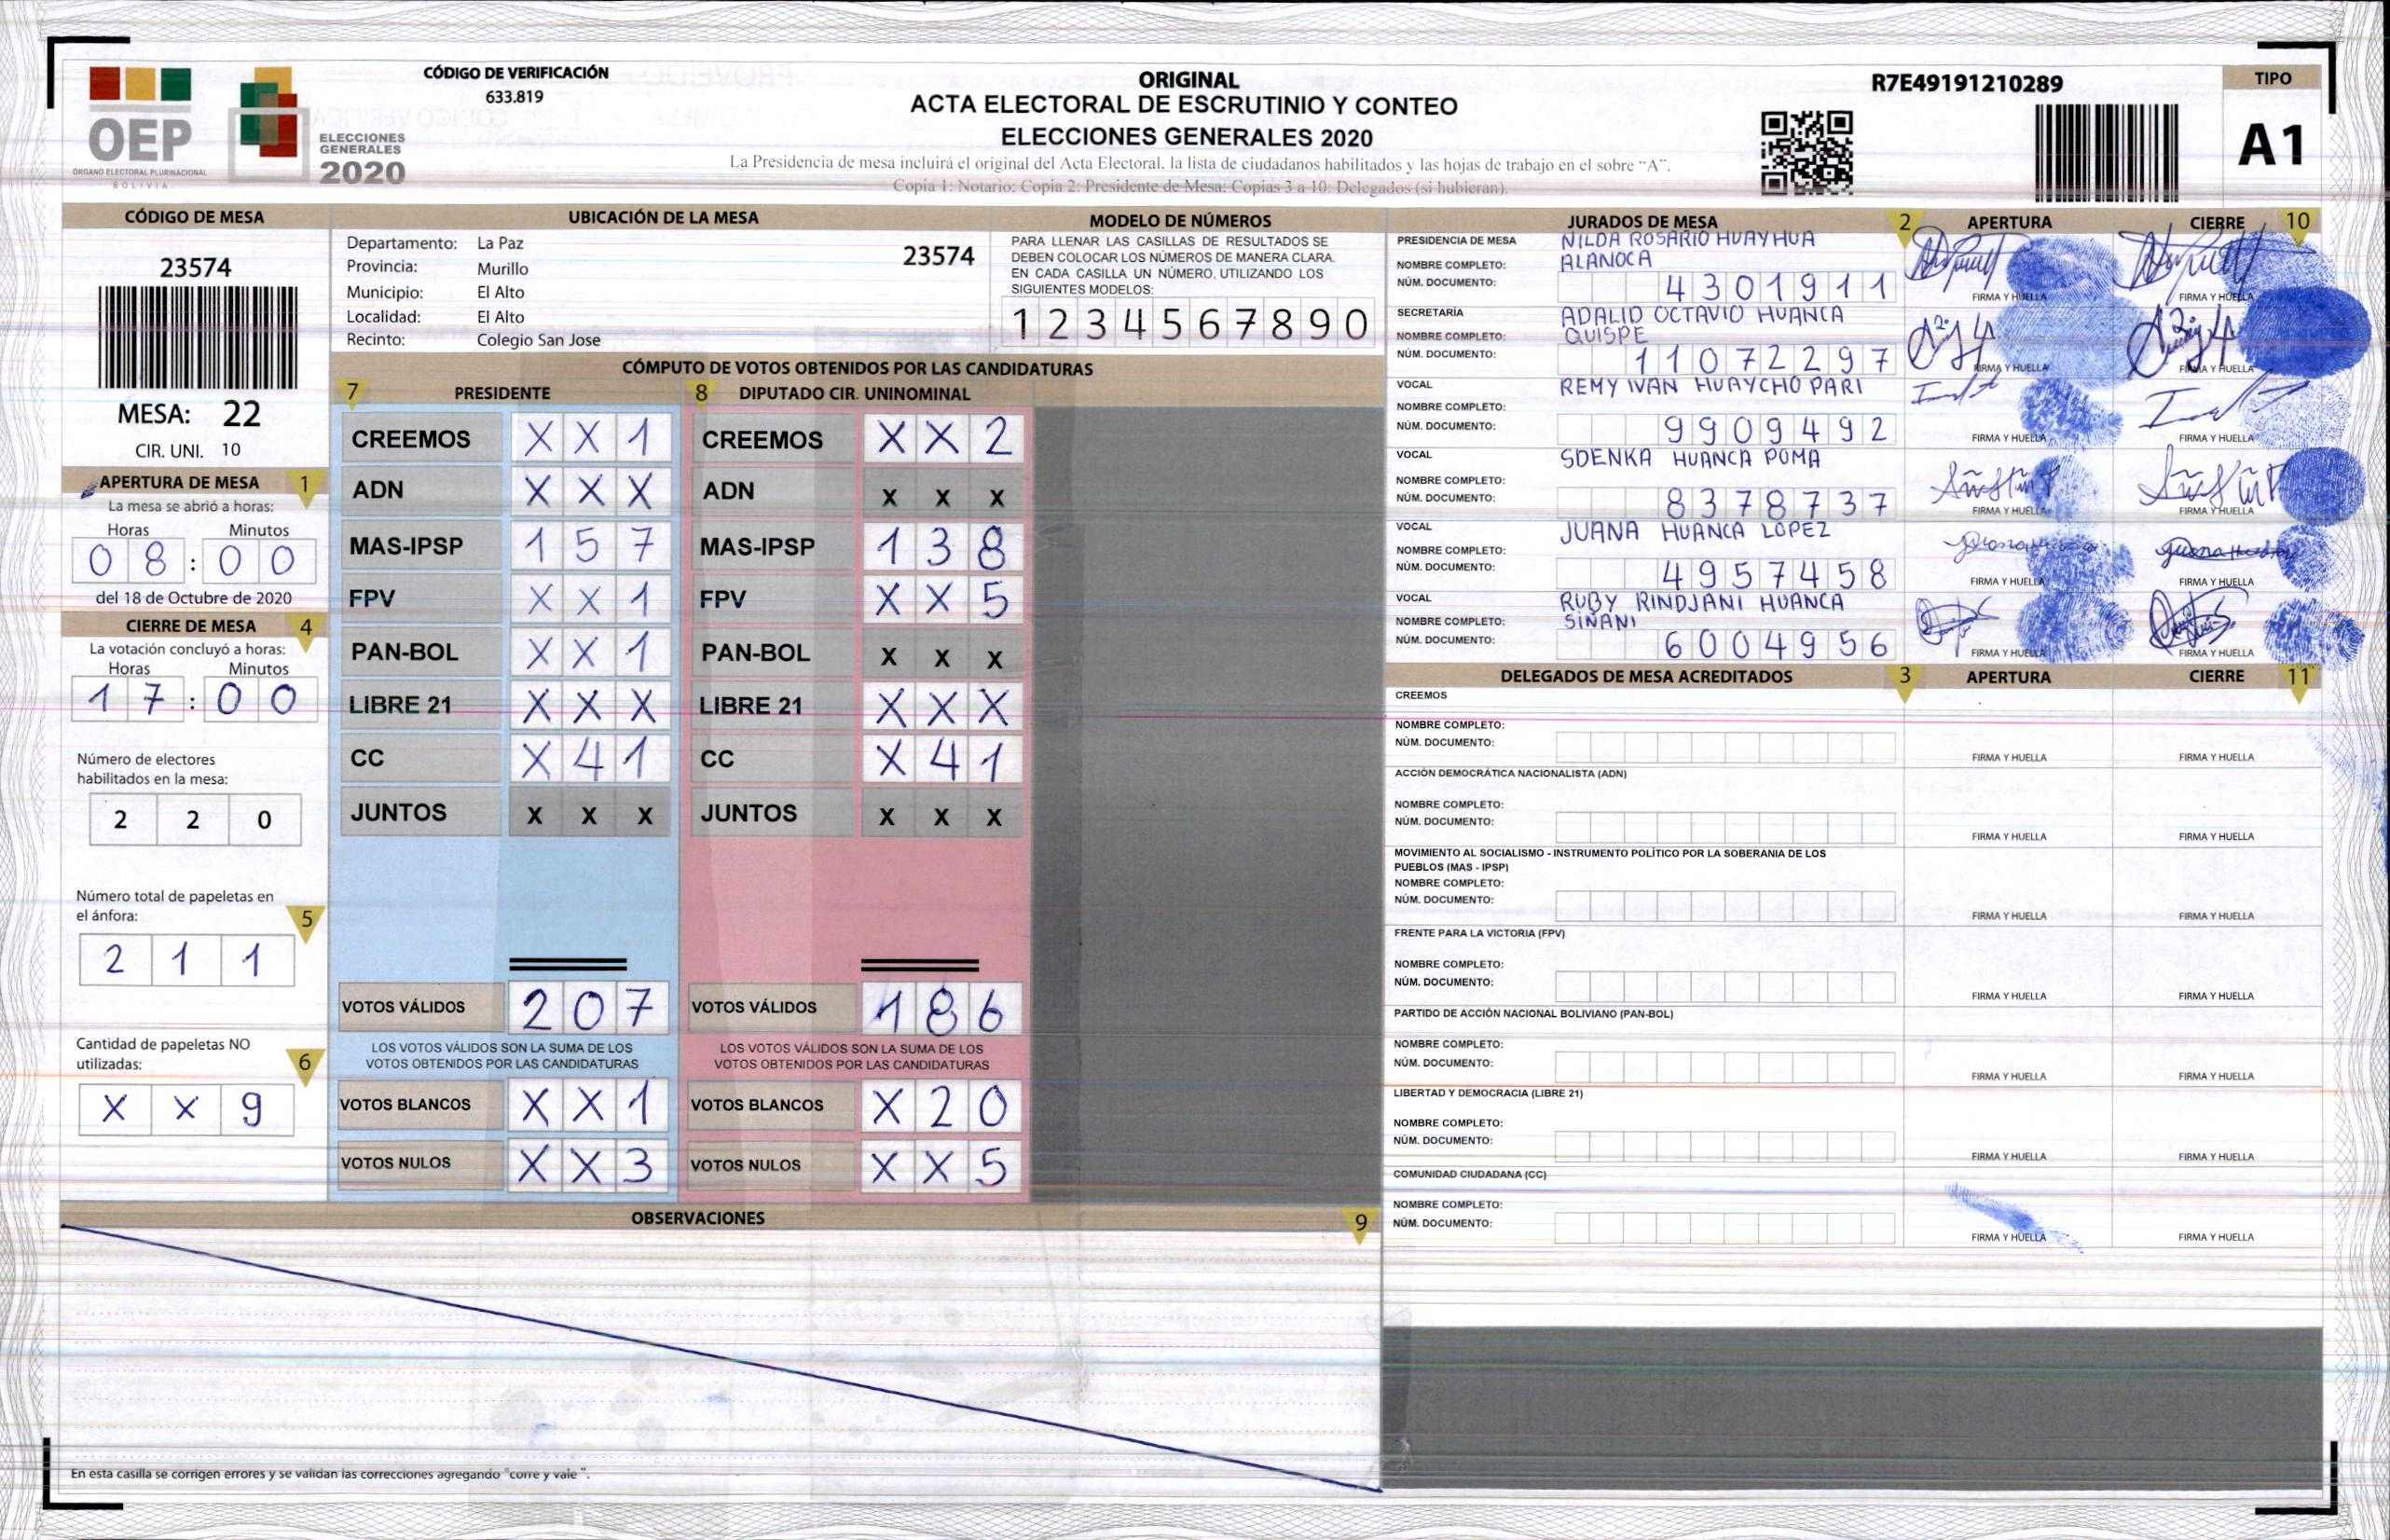 OEP
ÓRGANO ELECTORAL PLURINACIONAL
BOLIVIA
ELECCIONES
GENERALES
2020
CÓDIGO DE VERIFICACIÓN
633.819
ORIGINAL
ACTA ELECTORAL DE ESCRUTINIO Y CONTEO
ELECCIONES GENERALES 2020
La Presidencia de mesa incluirá el original del Acta Electoral, la lista de ciudadanos habilitados y las hojas de trabajo en el sobre "A".
Copia 1: Notario; Copia 2: Presidente de Mesa; Copias 3 a 10: Delegados (si hubieran).
R7E49191210289
TIPO
A1
CÓDIGO DE MESA
23574
MESA: 22
CIR. UNI. 10
APERTURA DE MESA 1
La mesa se abrió a horas:
Horas Minutos
08:00
del 18 de Octubre de 2020
CIERRE DE MESA 4
La votación concluyó a horas:
Horas Minutos
17:00
Número de electores
habilitados en la mesa:
2 2 0
Número total de papeletas en
el ánfora: 5
2 1 1
Cantidad de papeletas NO
utilizadas: 6
X X 9
UBICACIÓN DE LA MESA
Departamento: La Paz 23574
Provincia: Murillo
Municipio: El Alto
Localidad: El Alto
Recinto: Colegio San Jose
MODELO DE NÚMEROS
PARA LLENAR LAS CASILLAS DE RESULTADOS SE
DEBEN COLOCAR LOS NÚMEROS DE MANERA CLARA.
EN CADA CASILLA UN NÚMERO, UTILIZANDO LOS
SIGUIENTES MODELOS:
1 2 3 4 5 6 7 8 9 0
CÓMPUTO DE VOTOS OBTENIDOS POR LAS CANDIDATURAS
7 PRESIDENTE 8 DIPUTADO CIR. UNINOMINAL
CREEMOS X X 1 CREEMOS X X 2
ADN X X X ADN X X X
MAS-IPSP 1 5 7 MAS-IPSP 1 3 8
FPV X X 1 FPV X X 5
PAN-BOL X X 1 PAN-BOL X X X
LIBRE 21 X X X LIBRE 21 X X X
CC X 4 1 CC X 4 1
JUNTOS X X X JUNTOS X X X
VOTOS VÁLIDOS 2 0 7 VOTOS VÁLIDOS 1 8 6
LOS VOTOS VÁLIDOS SON LA SUMA DE LOS LOS VOTOS VÁLIDOS SON LA SUMA DE LOS
VOTOS OBTENIDOS POR LAS CANDIDATURAS VOTOS OBTENIDOS POR LAS CANDIDATURAS
VOTOS BLANCOS X X 1 VOTOS BLANCOS X 2 0
VOTOS NULOS X X 3 VOTOS NULOS X X 5
OBSERVACIONES 9
En esta casilla se corrigen errores y se validan las correcciones agregando "corre y vale".
JURADOS DE MESA 2 APERTURA CIERRE 10
PRESIDENCIA DE MESA NILDA ROSARIO HUAYHUA
NOMBRE COMPLETO: ALANOCA
NÚM. DOCUMENTO: 4301911 FIRMA Y HUELLA FIRMA Y HUELLA
SECRETARÍA ADALID OCTAVIO HUANCA
NOMBRE COMPLETO: QUISPE
NÚM. DOCUMENTO: 11072297 FIRMA Y HUELLA FIRMA Y HUELLA
VOCAL REMY IVAN HUAYCHO PARI
NOMBRE COMPLETO:
NÚM. DOCUMENTO: 9909492 FIRMA Y HUELLA FIRMA Y HUELLA
VOCAL SDENKA HUANCA POMA
NOMBRE COMPLETO:
NÚM. DOCUMENTO: 8378737 FIRMA Y HUELLA FIRMA Y HUELLA
VOCAL JUANA HUANCA LOPEZ
NOMBRE COMPLETO:
NÚM. DOCUMENTO: 4957458 FIRMA Y HUELLA FIRMA Y HUELLA
VOCAL RUBY RINDJANI HUANCA
NOMBRE COMPLETO: SIÑANI
NÚM. DOCUMENTO: 6004956 FIRMA Y HUELLA FIRMA Y HUELLA
DELEGADOS DE MESA ACREDITADOS 3 APERTURA CIERRE 11
CREEMOS
NOMBRE COMPLETO:
NÚM. DOCUMENTO: FIRMA Y HUELLA FIRMA Y HUELLA
ACCIÓN DEMOCRÁTICA NACIONALISTA (ADN)
NOMBRE COMPLETO:
NÚM. DOCUMENTO: FIRMA Y HUELLA FIRMA Y HUELLA
MOVIMIENTO AL SOCIALISMO - INSTRUMENTO POLÍTICO POR LA SOBERANIA DE LOS
PUEBLOS (MAS - IPSP)
NOMBRE COMPLETO:
NÚM. DOCUMENTO: FIRMA Y HUELLA FIRMA Y HUELLA
FRENTE PARA LA VICTORIA (FPV)
NOMBRE COMPLETO:
NÚM. DOCUMENTO: FIRMA Y HUELLA FIRMA Y HUELLA
PARTIDO DE ACCIÓN NACIONAL BOLIVIANO (PAN-BOL)
NOMBRE COMPLETO:
NÚM. DOCUMENTO: FIRMA Y HUELLA FIRMA Y HUELLA
LIBERTAD Y DEMOCRACIA (LIBRE 21)
NOMBRE COMPLETO:
NÚM. DOCUMENTO: FIRMA Y HUELLA FIRMA Y HUELLA
COMUNIDAD CIUDADANA (CC)
NOMBRE COMPLETO:
NÚM. DOCUMENTO: FIRMA Y HUELLA FIRMA Y HUELLA